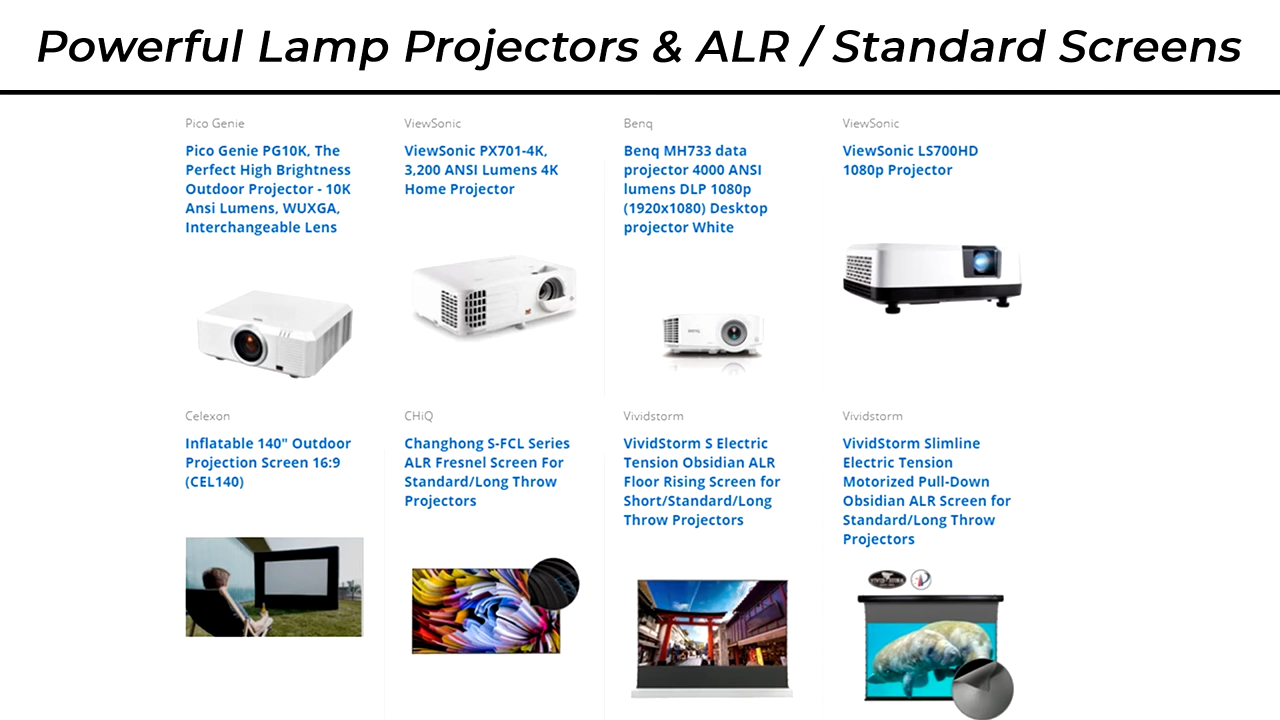 Powerful Lamp Projectors & ALR / Standard Screens
Pico Genie
Pico Genie PG10K, The
Perfect High Brightness
Outdoor Projector - 10K
Ansi Lumens, WUXGA,
Interchangeable Lens
ViewSonic
ViewSonic PX701-4K,
3,200 ANSI Lumens 4K
Home Projector
Benq
Benq MH733 data
projector 4000 ANSI
lumens DLP 1080p
(1920x1080) Desktop
projector White
ViewSonic
ViewSonic LS700HD
1080p Projector
Celexon
Inflatable 140" Outdoor
Projection Screen 16:9
(CEL140)
CHiQ
Changhong S-FCL Series
ALR Fresnel Screen For
Standard/Long Throw
Projectors
Vividstorm
VividStorm S Electric
Tension Obsidian ALR
Floor Rising Screen for
Short/Standard/Long
Throw Projectors
Vividstorm
VividStorm Slimline
Electric Tension
Motorized Pull-Down
Obsidian ALR Screen for
Standard/Long Throw
Projectors